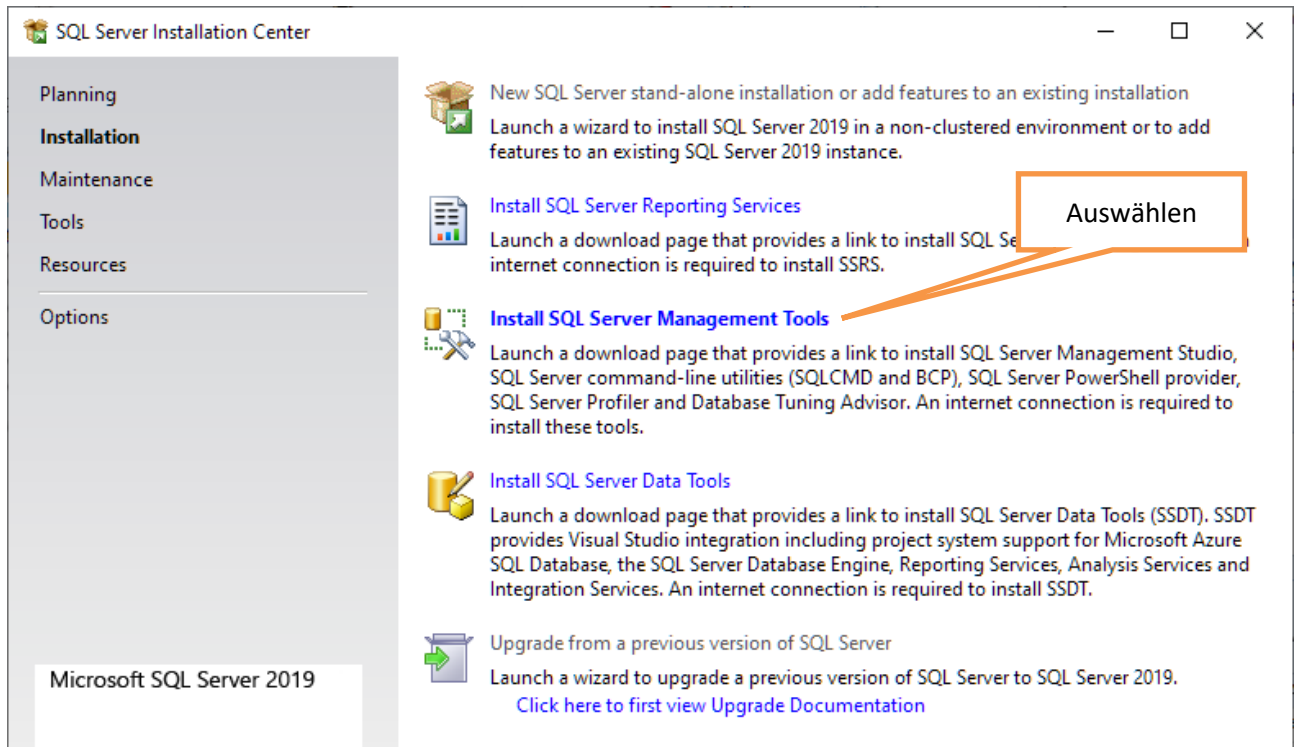 SQL Server Installation Center
Planning
Installation
Maintenance
Tools
Resources
Options
Microsoft SQL Server 2019
New SQL Server stand-alone installation or add features to an existing installation
Launch a wizard to install SQL Server 2019 in a non-clustered environment or to add
features to an existing SQL Server 2019 instance.
Auswählen
Install SQL Server Reporting Services
Launch a download page that provides a link to install SQL Se
internet connection is required to install SSRS.
Install SQL Server Management Tools
Launch a download page that provides a link to install SQL Server Management Studio,
SQL Server command-line utilities (SQLCMD and BCP), SQL Server PowerShell provider,
SQL Server Profiler and Database Tuning Advisor. An internet connection is required to
install these tools.
Install SQL Server Data Tools
Launch a download page that provides a link to install SQL Server Data Tools (SSDT). SSDT
provides Visual Studio integration including project system support for Microsoft Azure
SQL Database, the SQL Server Database Engine, Reporting Services, Analysis Services and
Integration Services. An internet connection is required to install SSDT.
Upgrade from a previous version of SQL Server
Launch a wizard to upgrade a previous version of SQL Server to SQL Server 2019.
Click here to first view Upgrade Documentation